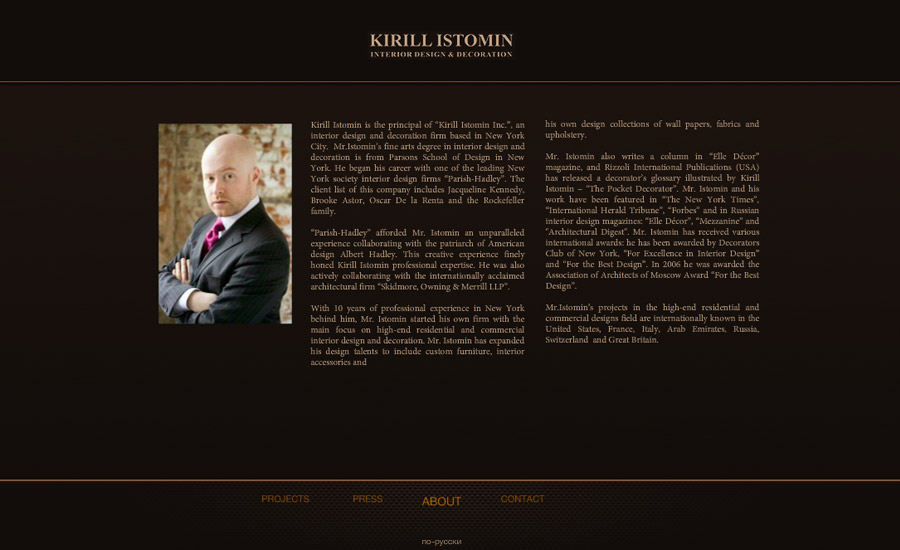 KIRILL ISTOMIN
INTERIOR DESIGN & DECORATION
Kirill Istomin is the principal of “Kirill Istomin Inc.”, an
interior design and decoration firm based in New York
City. Mr.Istomin's fine arts degree in interior design and
decoration is from Parsons School of Design in New
York. He began his career with one of the leading New
York society interior design firms “Parish-Hadley”. The
client list of this company includes Jacqueline Kennedy,
Brooke Astor, Oscar De la Renta and the Rockefeller
family.
“Parish-Hadley” afforded Mr. Istomin an unparalleled
experience collaborating with the patriarch of American
design Albert Hadley. This creative experience finely
honed Kirill Istomin professional expertise. He was also
actively collaborating with the internationally acclaimed
architectural firm “Skidmore, Owning & Merrill LLP”.
With 10 years of professional experience in New York
behind him, Mr. Istomin started his own firm with the
main focus on high-end residential and commercial
interior design and decoration. Mr. Istomin has expanded
his design talents to include custom furniture, interior
accessories and
his own design collections of wall papers, fabrics and
upholstery.
Mr. Istomin also writes a column in “Elle Décor”
magazine, and Rizzoli International Publications (USA)
has released a decorator's glossary illustrated by Kirill
Istomin – “The Pocket Decorator”. Mr. Istomin and his
work have been featured in “The New York Times”,
“International Herald Tribune”, “Forbes” and in Russian
interior design magazines: “Elle Décor”, “Mezzanine” and
“Architectural Digest”. Mr. Istomin has received various
international awards: he has been awarded by Decorators
Club of New York, “For Excellence in Interior Design”
and “For the Best Design”. In 2006 he was awarded the
Association of Architects of Moscow Award “For the Best
Design”.
Mr.Istomin's projects in the high-end residential and
commercial designs field are internationally known in the
United States, France, Italy, Arab Emirates, Russia,
Switzerland and Great Britain.
PROJECTS PRESS ABOUT CONTACT
по-русски